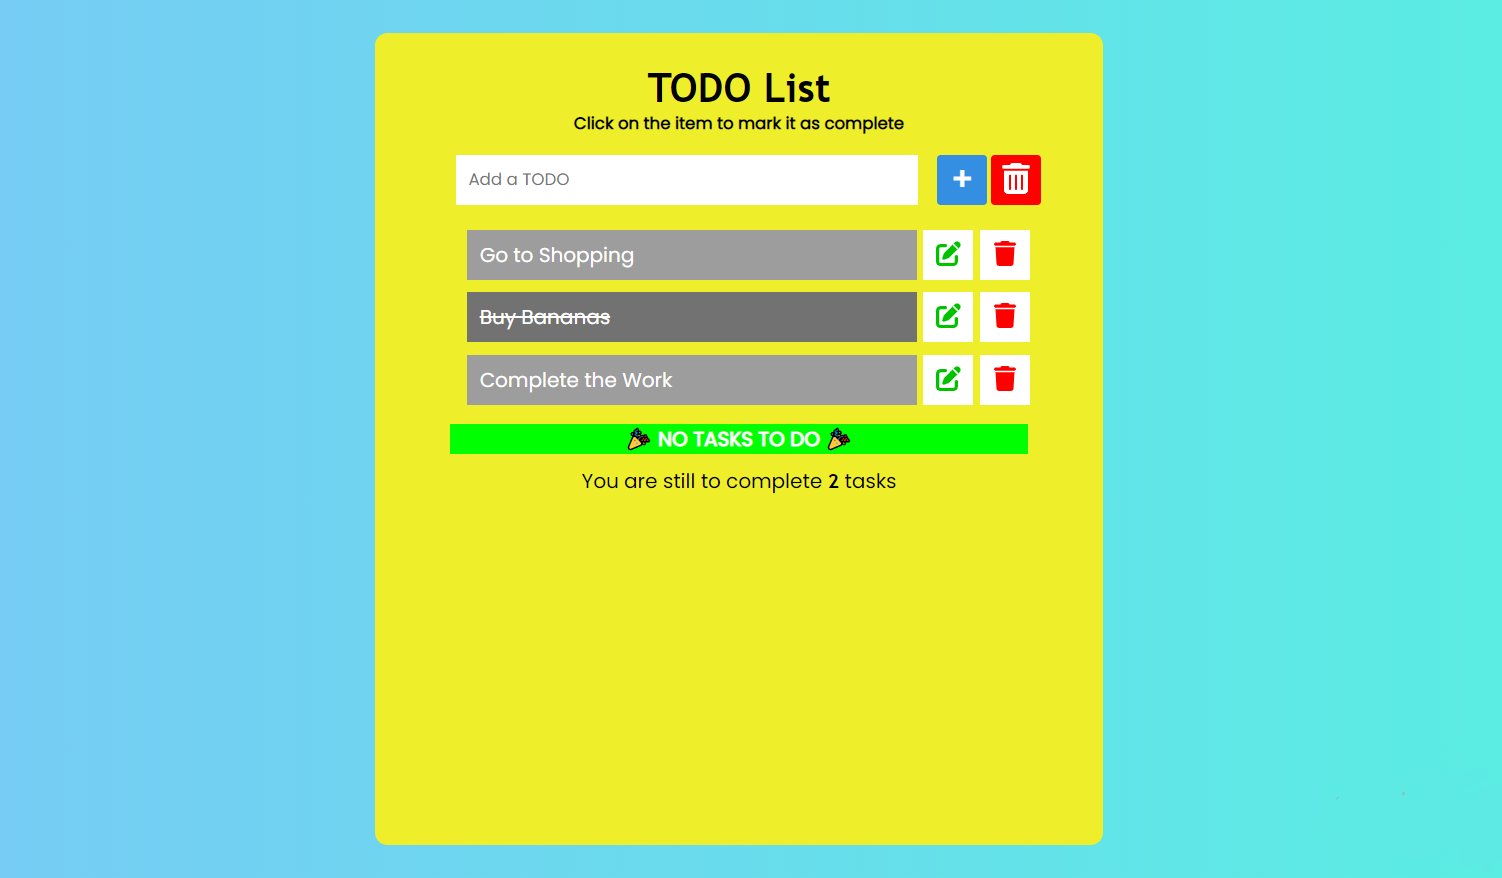 TODO List
Click on the item to mark it as complete
Add a TODO
Go to Shopping
Buy Bananas
Complete the Work
🎉 NO TASKS TO DO 🎉
You are still to complete 2 tasks